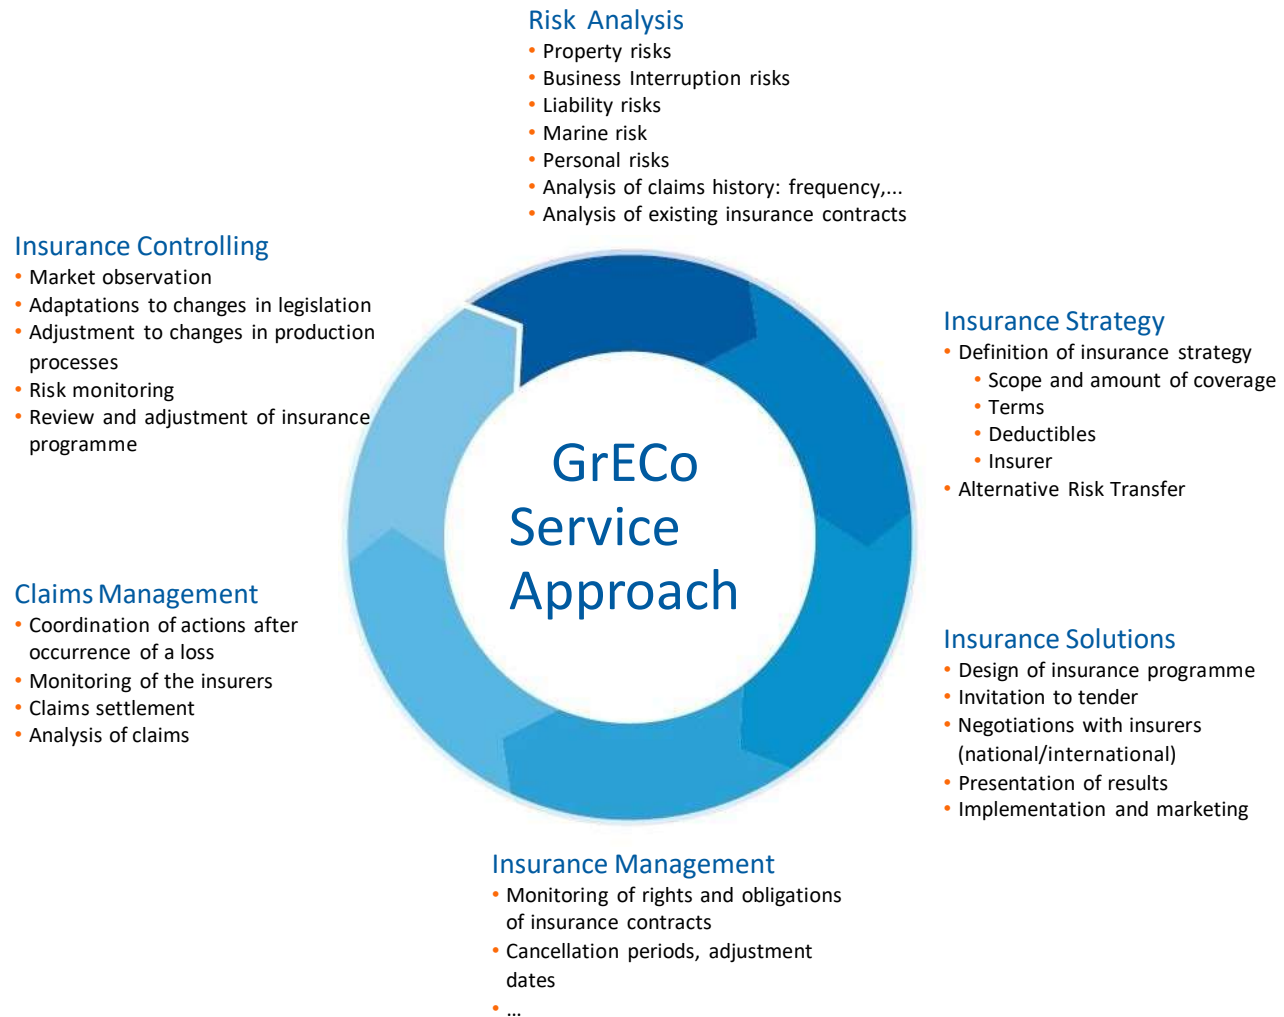 Risk Analysis
• Property risks
• Business Interruption risks
• Liability risks
• Marine risk
• Personal risks
• Analysis of claims history: frequency,...
• Analysis of existing insurance contracts
Insurance Controlling
• Market observation
• Adaptations to changes in legislation
• Adjustment to changes in production
processes
• Risk monitoring
• Review and adjustment of insurance
programme
Insurance Strategy
• Definition of insurance strategy
• Scope and amount of coverage
• Terms
• Deductibles
• Insurer
• Alternative Risk Transfer
GrECo
Service
Approach
Claims Management
• Coordination of actions after
occurrence of a loss
• Monitoring of the insurers
• Claims settlement
• Analysis of claims
Insurance Solutions
• Design of insurance programme
• Invitation to tender
• Negotiations with insurers
(national/international)
• Presentation of results
• Implementation and marketing
Insurance Management
• Monitoring of rights and obligations
of insurance contracts
• Cancellation periods, adjustment
dates
• ...